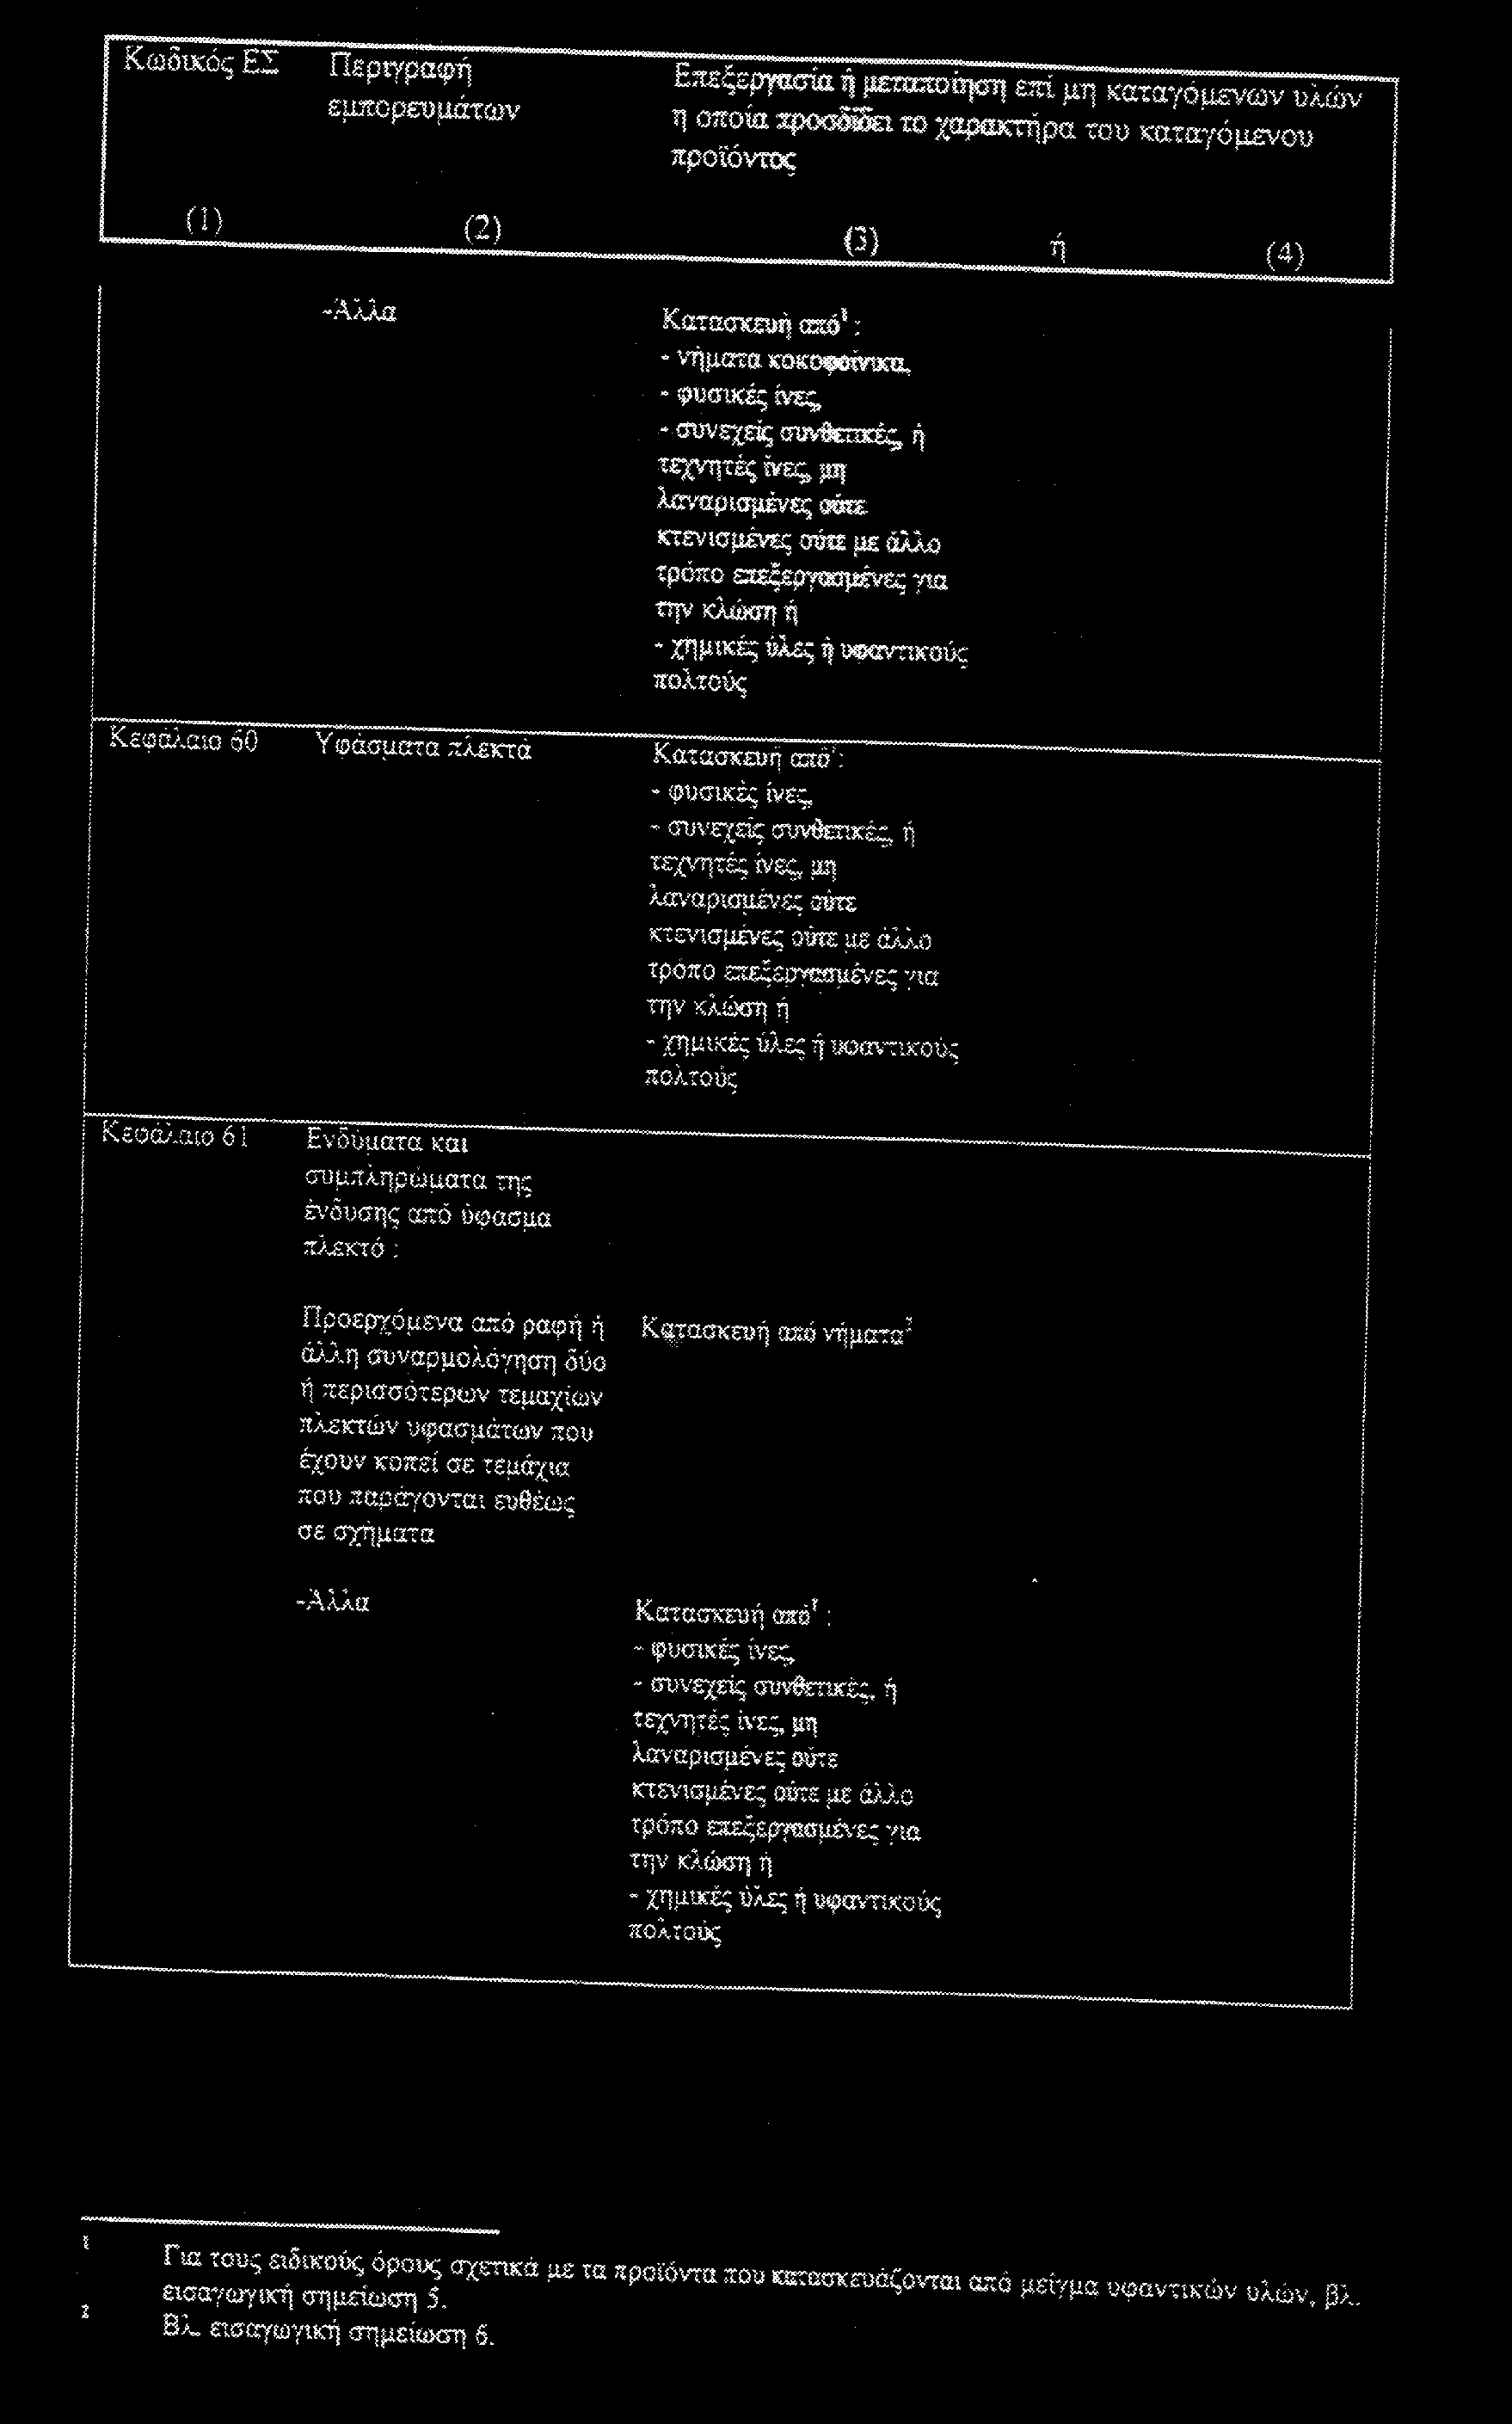 Κωδικός ΕΣ
Περιγραφή
εμπορευμάτων
Επεξεργασία ή μεταποίηση επί μη καταγόμενων υλών
η οποία προσδίδει το χαρακτήρα του καταγόμενου
προϊόντος
(1)
(2)
(3) ή (4)
-Άλλα
Κατασκευή από¹ :
- νήματα κοκοφοίνικα,
- φυσικές ίνες,
- συνεχείς συνθετικές, ή
τεχνητές ίνες, μη
λαναρισμένες ούτε
κτενισμένες ούτε με άλλο
τρόπο επεξεργασμένες για
την κλώση ή
- χημικές ύλες ή υφαντικούς
πολτούς
Κεφάλαιο 60
Υφάσματα πλεκτά
Κατασκευή από¹:
- φυσικές ίνες,
- συνεχείς συνθετικές, ή
τεχνητές ίνες, μη
λαναρισμένες ούτε
κτενισμένες ούτε με άλλο
τρόπο επεξεργασμένες για
την κλώση ή
- χημικές ύλες ή υφαντικούς
πολτούς
Κεφάλαιο 61
Ενδύματα και
συμπληρώματα της
ένδυσης από ύφασμα
πλεκτό :
Προερχόμενα από ραφή ή
άλλη συναρμολόγηση δύο
ή περισσότερων τεμαχίων
πλεκτών υφασμάτων που
έχουν κοπεί σε τεμάχια
που παράγονται ευθέως
σε σχήματα
Κατασκευή από νήματα²
-Άλλα
Κατασκευή από¹ :
- φυσικές ίνες,
- συνεχείς συνθετικές, ή
τεχνητές ίνες, μη
λαναρισμένες ούτε
κτενισμένες ούτε με άλλο
τρόπο επεξεργασμένες για
την κλώση ή
- χημικές ύλες ή υφαντικούς
πολτούς
¹ Για τους ειδικούς όρους σχετικά με τα προϊόντα που κατασκευάζονται από μείγμα υφαντικών υλών, βλ.
εισαγωγική σημείωση 5.
² Βλ. εισαγωγική σημείωση 6.